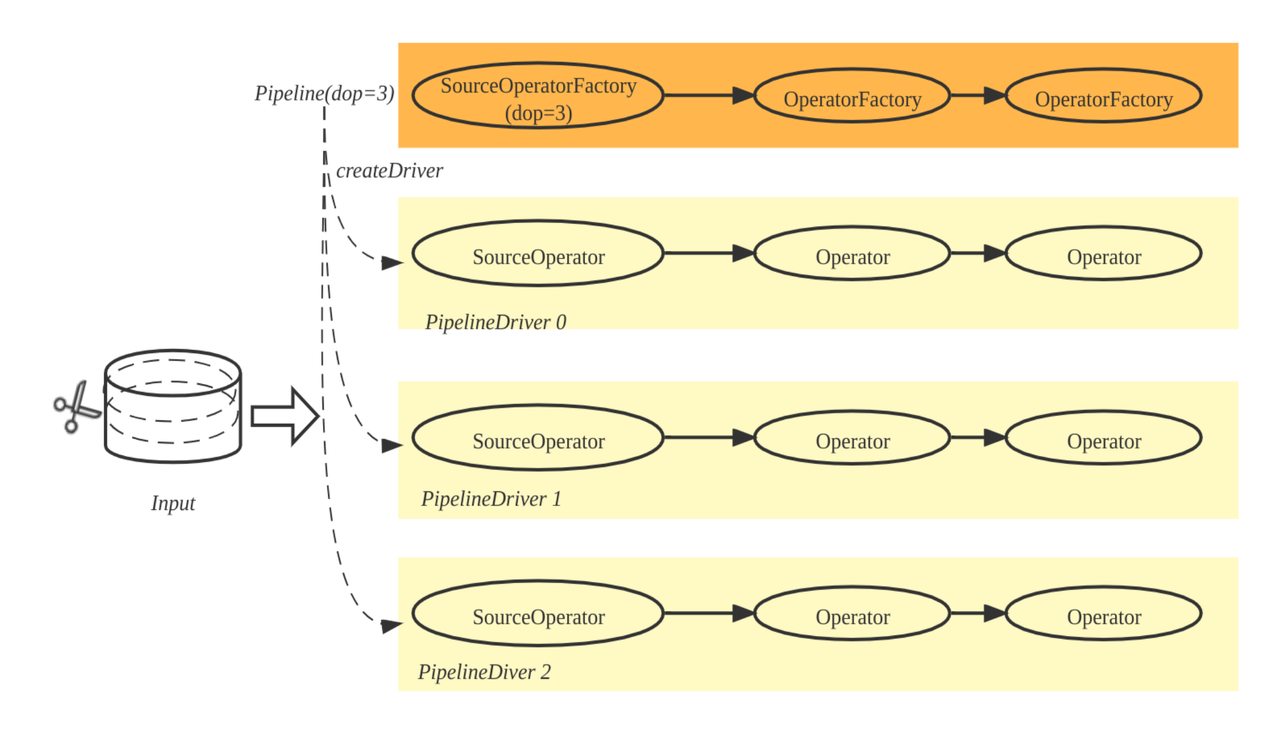 Pipeline(dop=3)
SourceOperatorFactory
(dop=3)
OperatorFactory
OperatorFactory
createDriver
SourceOperator
Operator
Operator
PipelineDriver 0
SourceOperator
Operator
Operator
PipelineDriver 1
Input
SourceOperator
Operator
Operator
PipelineDiver 2